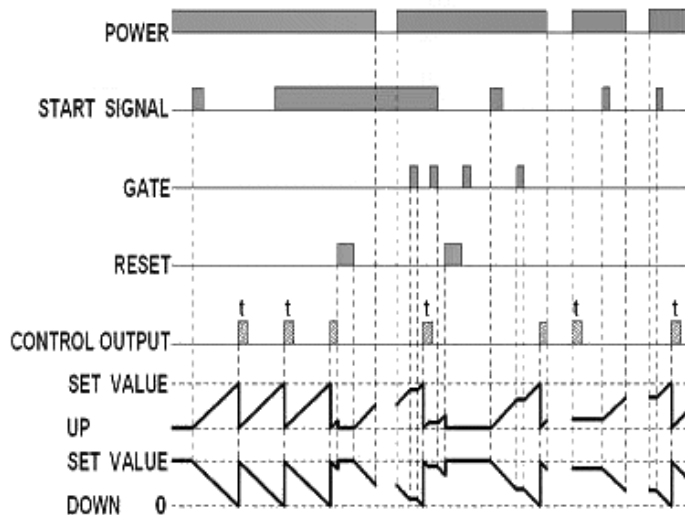 POWER
START SIGNAL
GATE
RESET
t t t t t
CONTROL OUTPUT
SET VALUE
UP
SET VALUE
DOWN 0